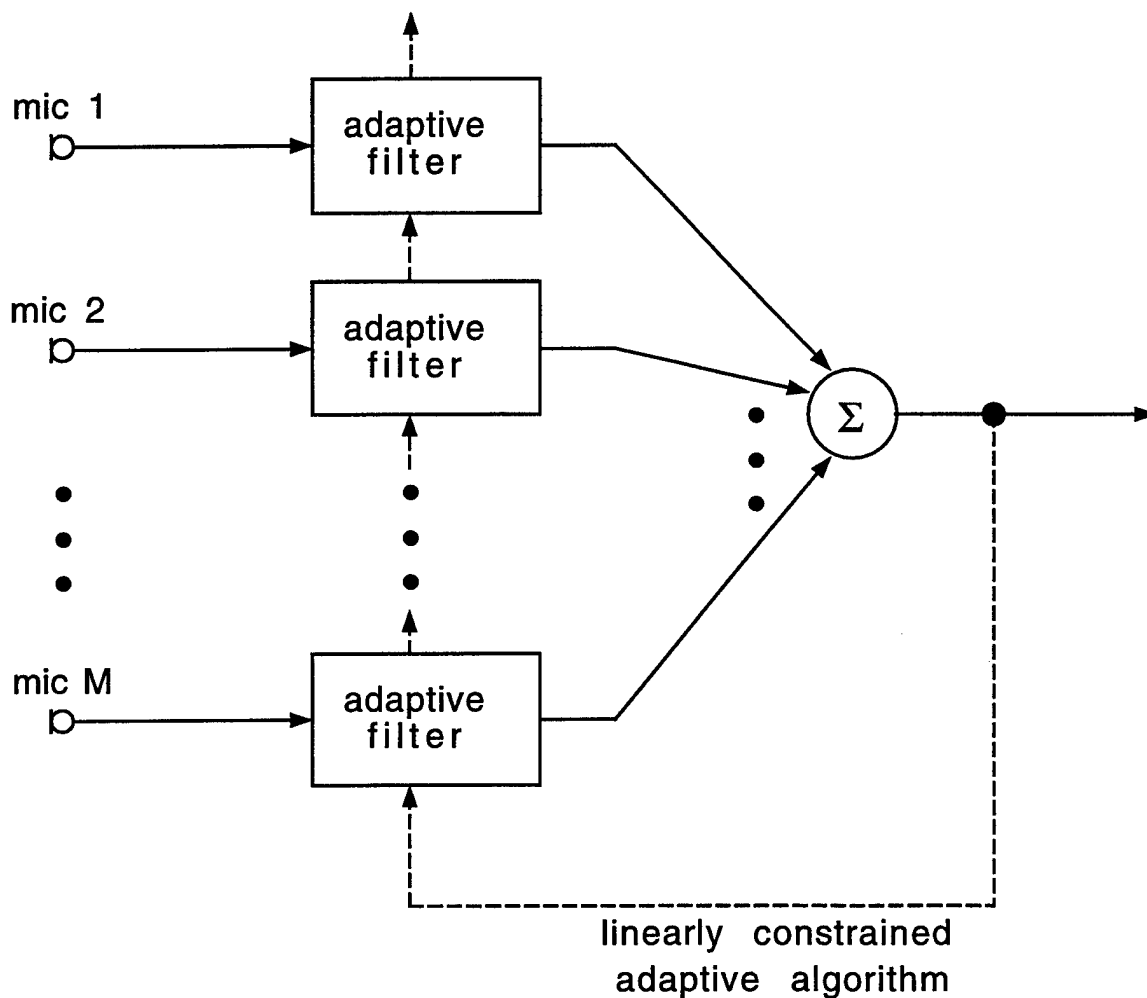 mic 1
adaptive
filter
mic 2
adaptive
filter
Σ
mic M
adaptive
filter
linearly constrained
adaptive algorithm